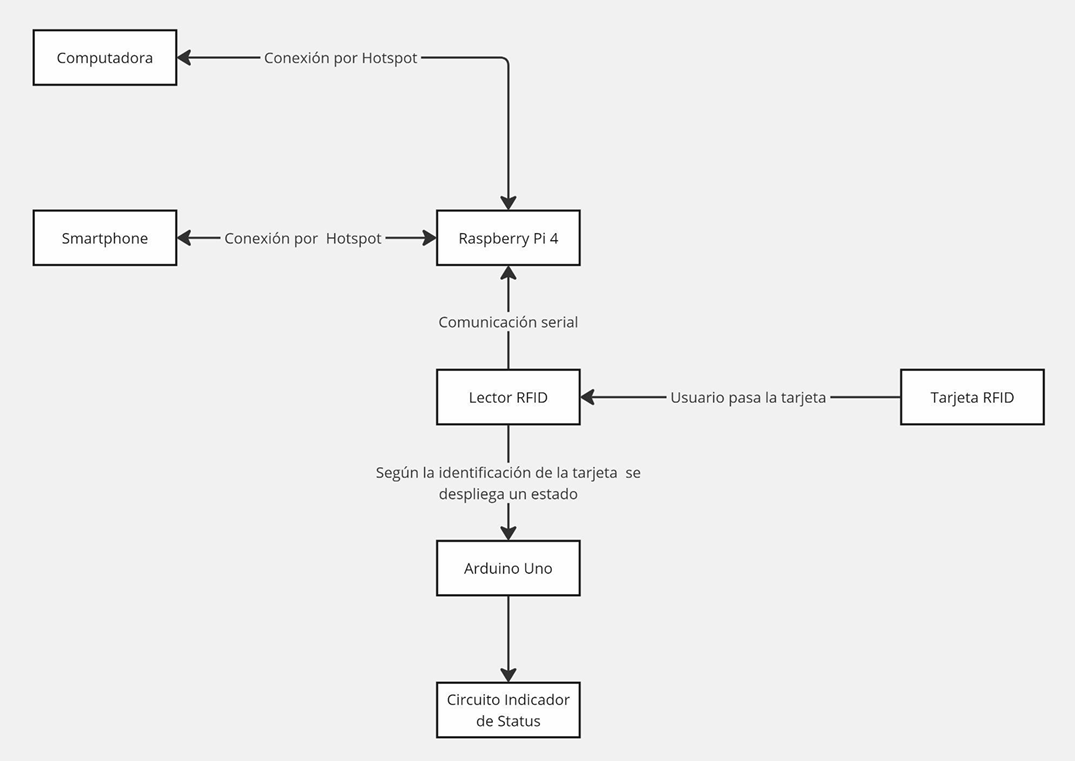 Computadora
Conexión por Hotspot
Smartphone
Conexión por  Hotspot
Raspberry Pi 4
Comunicación serial
Lector RFID
Usuario pasa la tarjeta
Tarjeta RFID
Según la identificación de la tarjeta  se
despliega un estado
Arduino Uno
Circuito Indicador
de Status